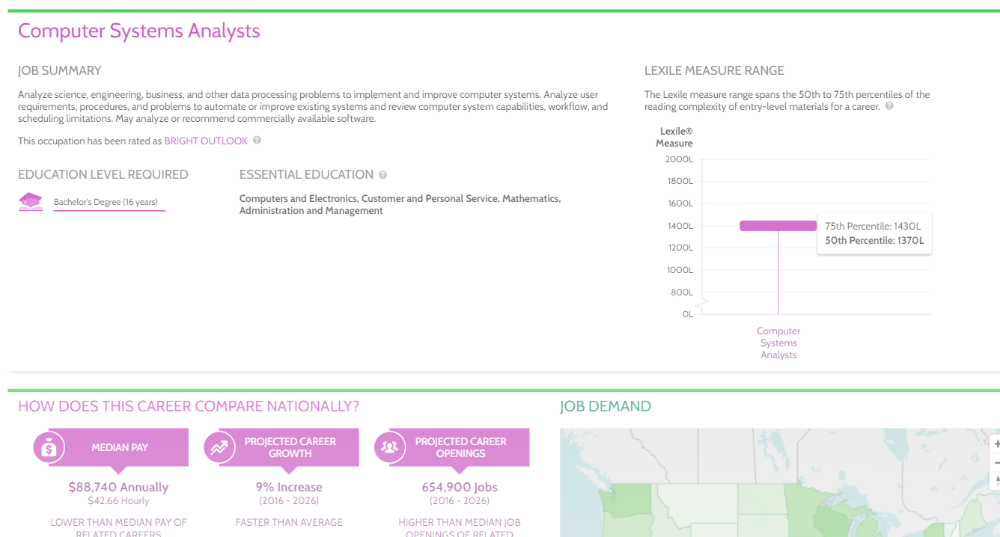 Computer Systems Analysts
JOB SUMMARY
Analyze science, engineering, business, and other data processing problems to implement and improve computer systems. Analyze user
requirements, procedures, and problems to automate or improve existing systems and review computer system capabilities, workflow, and
scheduling limitations. May analyze or recommend commercially available software.
This occupation has been rated as BRIGHT OUTLOOK ?
EDUCATION LEVEL REQUIRED
Bachelor's Degree (16 years)
ESSENTIAL EDUCATION ?
Computers and Electronics, Customer and Personal Service, Mathematics,
Administration and Management
LEXILE MEASURE RANGE
The Lexile measure range spans the 50th to 75th percentiles of the
reading complexity of entry-level materials for a career. ?
Lexile®
Measure
2000L
1800L
1600L
1400L
1200L
1000L
800L
0L
75th Percentile: 1430L
50th Percentile: 1370L
Computer
Systems
Analysts
HOW DOES THIS CAREER COMPARE NATIONALLY?
$
MEDIAN PAY
$88,740 Annually
$42.66 Hourly
LOWER THAN MEDIAN PAY OF
RELATED CAREERS
PROJECTED CAREER
GROWTH
9% Increase
(2016 - 2026)
FASTER THAN AVERAGE
PROJECTED CAREER
OPENINGS
654,900 Jobs
(2016 - 2026)
HIGHER THAN MEDIAN JOB
OPENINGS OF RELATED
JOB DEMAND
+
−